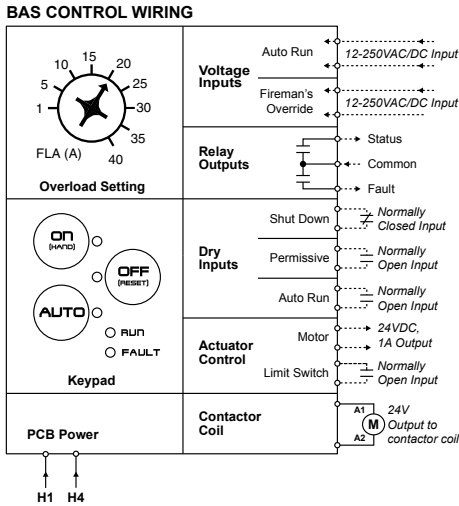 BAS CONTROL WIRING
15
10
20
5
25
1
30
35
FLA (A)
40
Overload Setting
Voltage
Inputs
Auto Run
12-250VAC/DC Input
Fireman's
Override
12-250VAC/DC Input
Relay
Outputs
Status
Common
Fault
ON
(HAND)
OFF
(RESET)
AUTO
RUN
FAULT
Keypad
Dry
Inputs
Shut Down
Normally
Closed Input
Permissive
Normally
Open Input
Auto Run
Normally
Open Input
Actuator
Control
Motor
24VDC,
1A Output
Limit Switch
Normally
Open Input
PCB Power
Contactor
Coil
A1
M
A2
24V
Output to
contactor coil
H1 H4